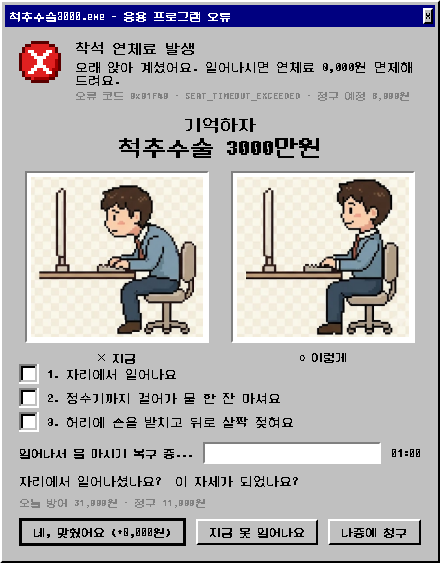 척추수술3000.exe - 응용 프로그램 오류
착석 연체료 발생
오래 앉아 계셨어요. 일어나시면 연체료 8,000원 면제해
드려요.
오류 코드 0x01F40 · SEAT_TIMEOUT_EXCEEDED · 청구 예정 8,000원
기억하자
척추수술 3000만원
× 지금
o 이렇게
1. 자리에서 일어나요
2. 정수기까지 걸어가 물 한 잔 마셔요
3. 허리에 손을 받치고 뒤로 살짝 젖혀요
일어나서 물 마시기 복구 중... 01:00
자리에서 일어나셨나요? 이 자세가 되었나요?
오늘 방어 31,000원 · 청구 11,000원
네, 맞췄어요 (+8,000원)
지금 못 일어나요
나중에 청구